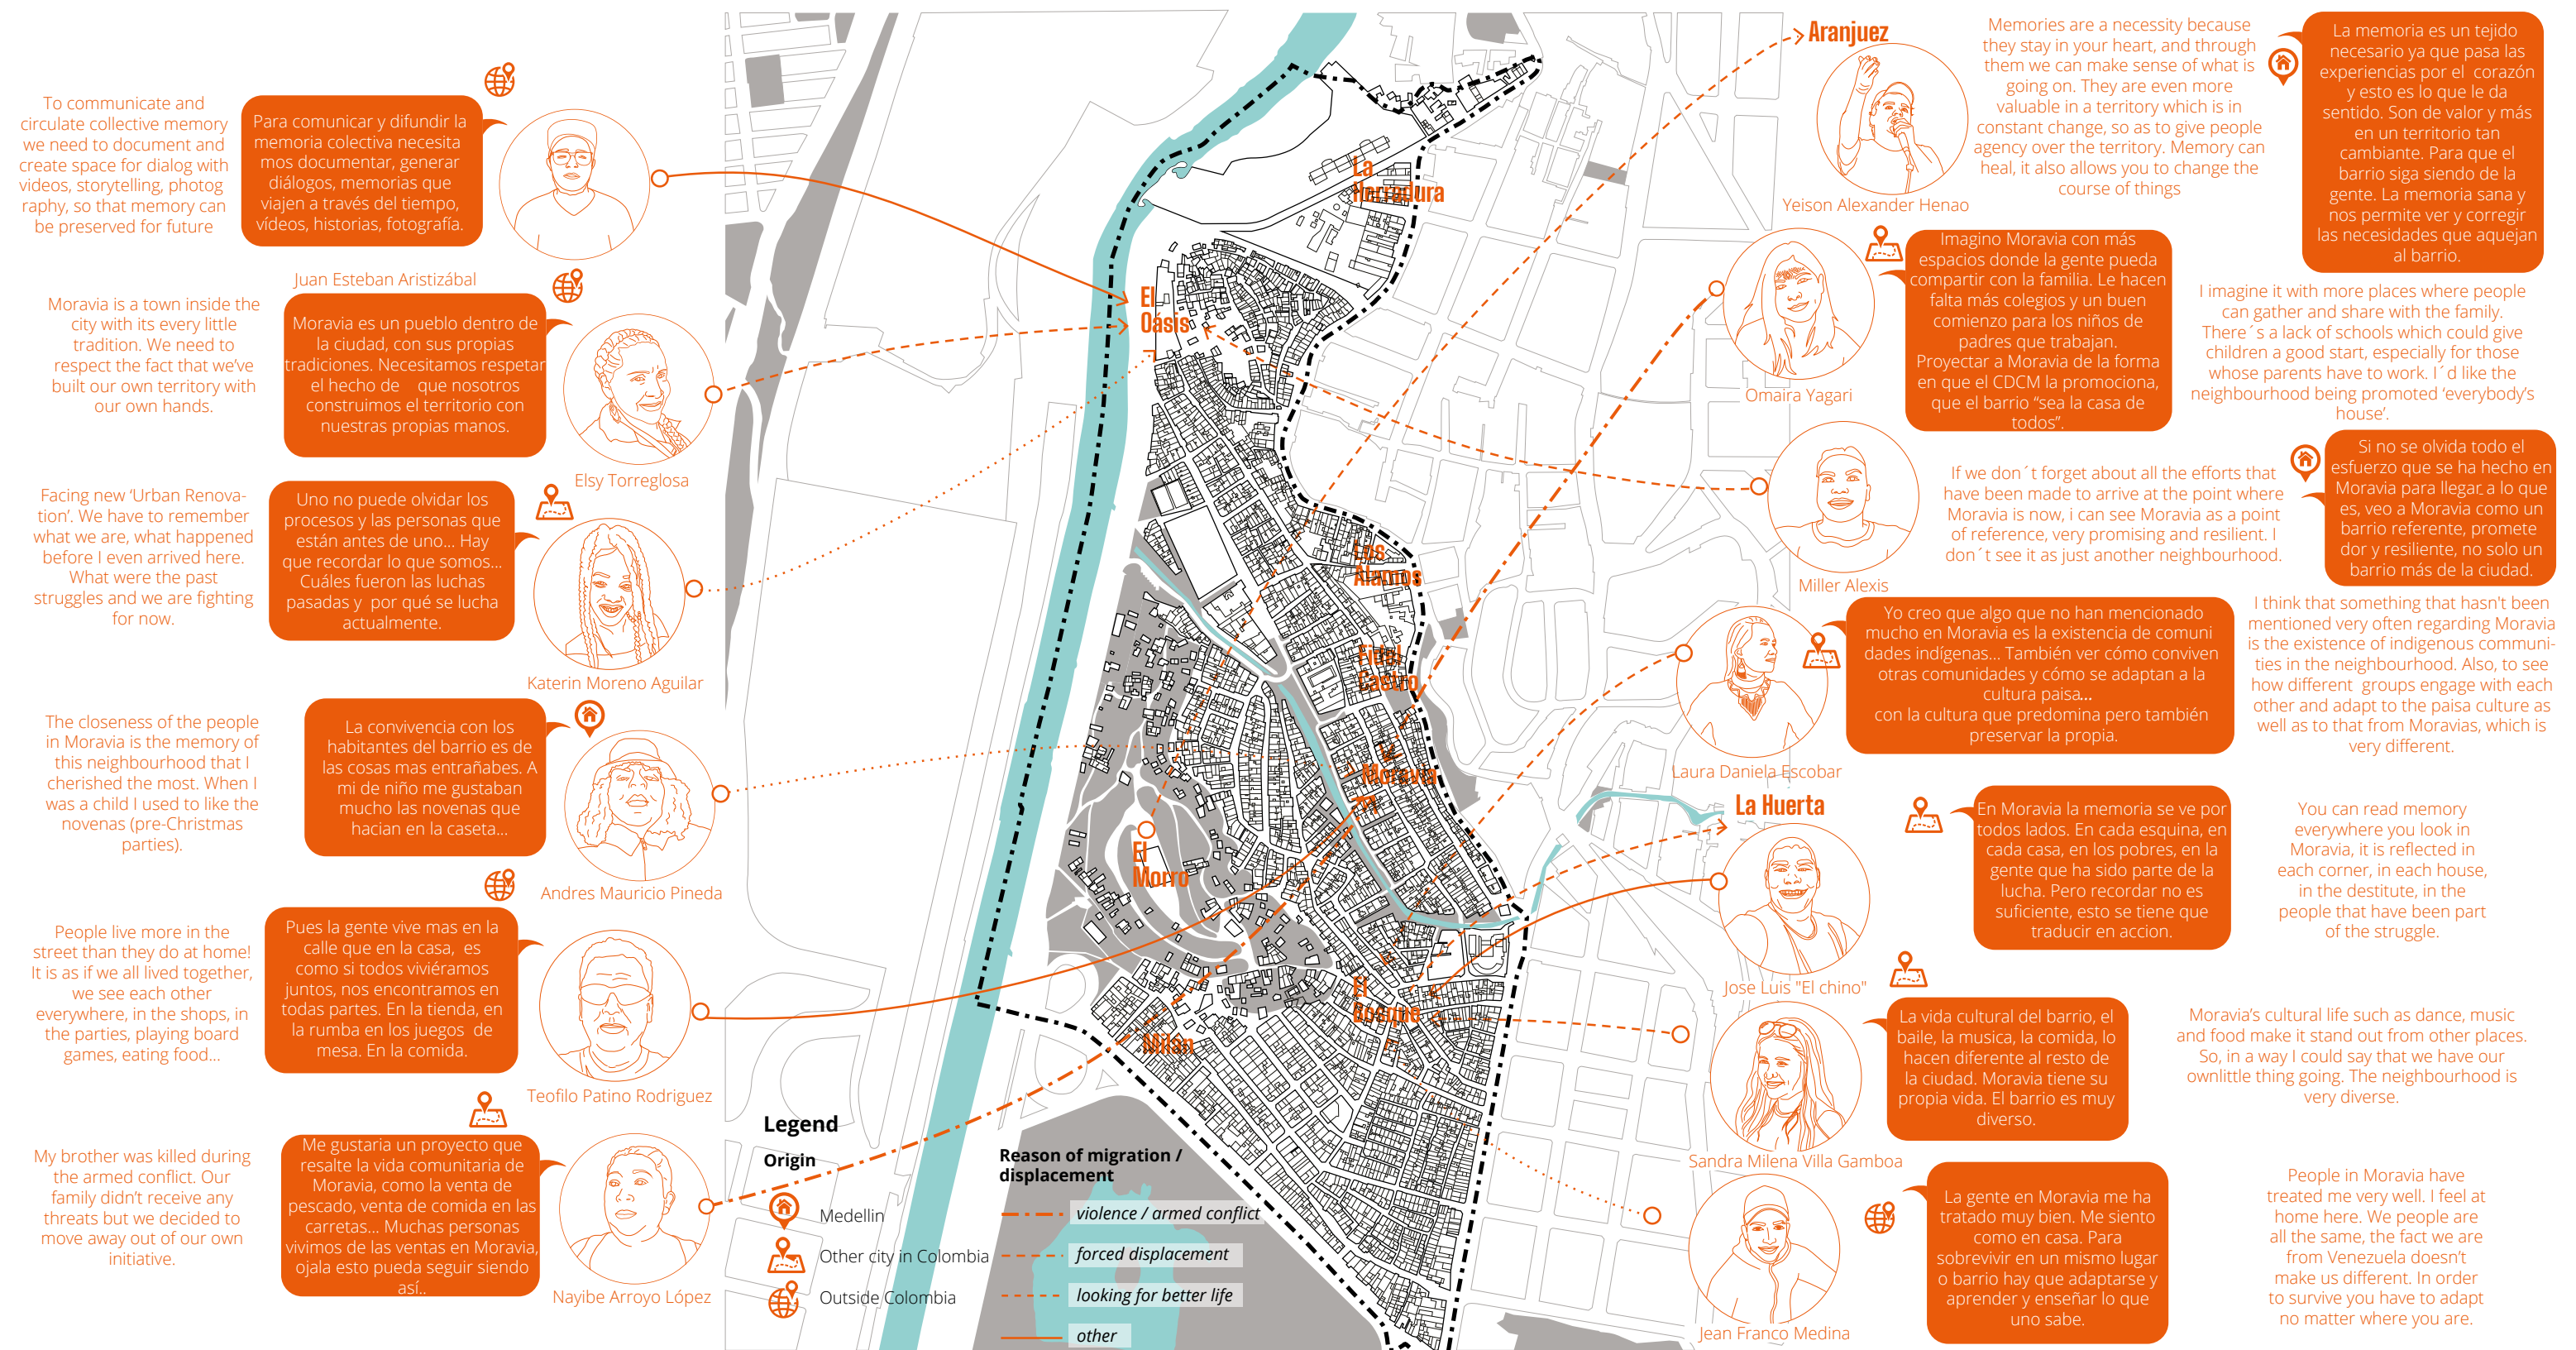 To communicate and
circulate collective memory
we need to document and
create space for dialog with
videos, storytelling, photog
raphy, so that memory can
be preserved for future
Para comunicar y difundir la
memoria colectiva necesita
mos documentar, generar
diálogos, memorias que
viajen a través del tiempo,
vídeos, historias, fotografía.
Juan Esteban Aristizábal
Moravia is a town inside the
city with its every little
tradition. We need to
respect the fact that we've
built our own territory with
our own hands.
Moravia es un pueblo dentro de
la ciudad, con sus propias
tradiciones. Necesitamos respetar
el hecho de que nosotros
construimos el territorio con
nuestras propias manos.
Elsy Torreglosa
Facing new ‘Urban Renova-
tion’. We have to remember
what we are, what happened
before I even arrived here.
What were the past
struggles and we are fighting
for now.
Uno no puede olvidar los
procesos y las personas que
están antes de uno... Hay
que recordar lo que somos...
Cuáles fueron las luchas
pasadas y por qué se lucha
actualmente.
Katerin Moreno Aguilar
The closeness of the people
in Moravia is the memory of
this neighbourhood that I
cherished the most. When I
was a child I used to like the
novenas (pre-Christmas
parties).
La convivencia con los
habitantes del barrio es de
las cosas mas entrañabes. A
mi de niño me gustaban
mucho las novenas que
hacian en la caseta...
Andres Mauricio Pineda
People live more in the
street than they do at home!
It is as if we all lived together,
we see each other
everywhere, in the shops, in
the parties, playing board
games, eating food...
Pues la gente vive mas en la
calle que en la casa, es
como si todos viviéramos
juntos, nos encontramos en
todas partes. En la tienda, en
la rumba en los juegos de
mesa. En la comida.
Teofilo Patino Rodriguez
My brother was killed during
the armed conflict. Our
family didn’t receive any
threats but we decided to
move away out of our own
initiative.
Me gustaria un proyecto que
resalte la vida comunitaria de
Moravia, como la venta de
pescado, venta de comida en las
carretas... Muchas personas
vivimos de las ventas en Moravia,
ojala esto pueda seguir siendo
así..
Nayibe Arroyo López
La
Herradura
El
Oasis
Los
Alamos
Fidel
Castro
Moravia
El
Morro
El
Bosque
Milán
Legend
Origin
Medellin
Other city in Colombia
Outside Colombia
Reason of migration /
displacement
violence / armed conflict
forced displacement
looking for better life
other
Aranjuez
Yeison Alexander Henao
Memories are a necessity because
they stay in your heart, and through
them we can make sense of what is
going on. They are even more
valuable in a territory which is in
constant change, so as to give people
agency over the territory. Memory can
heal, it also allows you to change the
course of things
La memoria es un tejido
necesario ya que pasa las
experiencias por el corazón
y esto es lo que le da
sentido. Son de valor y más
en un territorio tan
cambiante. Para que el
barrio siga siendo de la
gente. La memoria sana y
nos permite ver y corregir
las necesidades que aquejan
al barrio.
Omaira Yagari
Imagino Moravia con más
espacios donde la gente pueda
compartir con la familia. Le hacen
falta más colegios y un buen
comienzo para los niños de
padres que trabajan.
Proyectar a Moravia de la forma
en que el CDCM la promociona,
que el barrio “sea la casa de
todos”.
I imagine it with more places where people
can gather and share with the family.
There´s a lack of schools which could give
children a good start, especially for those
whose parents have to work. I´d like the
neighbourhood being promoted ‘everybody’s
house’.
Miller Alexis
If we don´t forget about all the efforts that
have been made to arrive at the point where
Moravia is now, i can see Moravia as a point
of reference, very promising and resilient. I
don´t see it as just another neighbourhood.
Si no se olvida todo el
esfuerzo que se ha hecho en
Moravia para llegar a lo que
es, veo a Moravia como un
barrio referente, promete
dor y resiliente, no solo un
barrio más de la ciudad.
Laura Daniela Escobar
Yo creo que algo que no han mencionado
mucho en Moravia es la existencia de comuni
dades indígenas... También ver cómo conviven
otras comunidades y cómo se adaptan a la
cultura paisa...
con la cultura que predomina pero también
preservar la propia.
I think that something that hasn't been
mentioned very often regarding Moravia
is the existence of indigenous communi-
ties in the neighbourhood. Also, to see
how different groups engage with each
other and adapt to the paisa culture as
well as to that from Moravias, which is
very different.
La Huerta
Jose Luis "El chino"
En Moravia la memoria se ve por
todos lados. En cada esquina, en
cada casa, en los pobres, en la
gente que ha sido parte de la
lucha. Pero recordar no es
suficiente, esto se tiene que
traducir en accion.
You can read memory
everywhere you look in
Moravia, it is reflected in
each corner, in each house,
in the destitute, in the
people that have been part
of the struggle.
Sandra Milena Villa Gamboa
La vida cultural del barrio, el
baile, la musica, la comida, lo
hacen diferente al resto de
la ciudad. Moravia tiene su
propia vida. El barrio es muy
diverso.
Moravia’s cultural life such as dance, music
and food make it stand out from other places.
So, in a way I could say that we have our
ownlittle thing going. The neighbourhood is
very diverse.
Jean Franco Medina
La gente en Moravia me ha
tratado muy bien. Me siento
como en casa. Para
sobrevivir en un mismo lugar
o barrio hay que adaptarse y
aprender y enseñar lo que
uno sabe.
People in Moravia have
treated me very well. I feel at
home here. We people are
all the same, the fact we are
from Venezuela doesn’t
make us different. In order
to survive you have to adapt
no matter where you are.